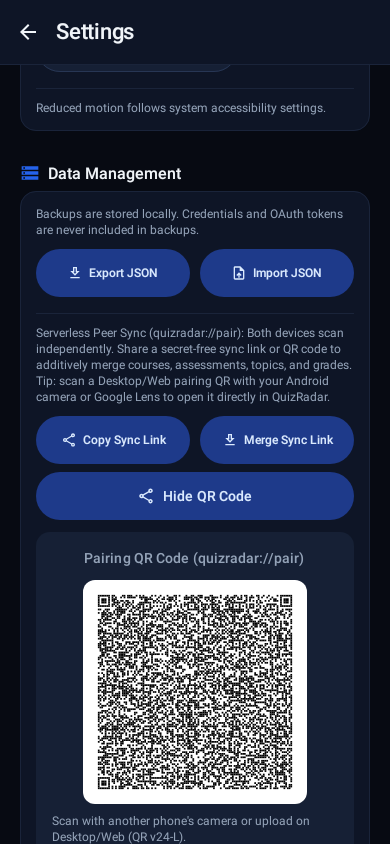 Settings
Reduced motion follows system accessibility settings.
Data Management
Backups are stored locally. Credentials and OAuth tokens
are never included in backups.
Export JSON
Import JSON
Serverless Peer Sync (quizradar://pair): Both devices scan
independently. Share a secret-free sync link or QR code to
additively merge courses, assessments, topics, and grades.
Tip: scan a Desktop/Web pairing QR with your Android
camera or Google Lens to open it directly in QuizRadar.
Copy Sync Link
Merge Sync Link
Hide QR Code
Pairing QR Code (quizradar://pair)
Scan with another phone's camera or upload on
Desktop/Web (QR v24-L).